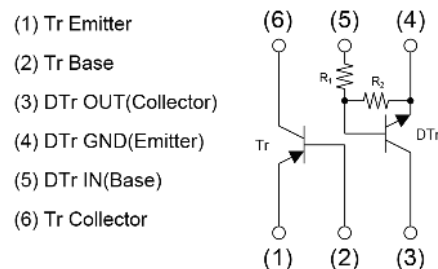 (1) Tr Emitter
(2) Tr Base
(3) DTr OUT(Collector)
(4) DTr GND(Emitter)
(5) DTr IN(Base)
(6) Tr Collector
(6) (5) (4)
R1
R2
Tr
DTr
(1) (2) (3)